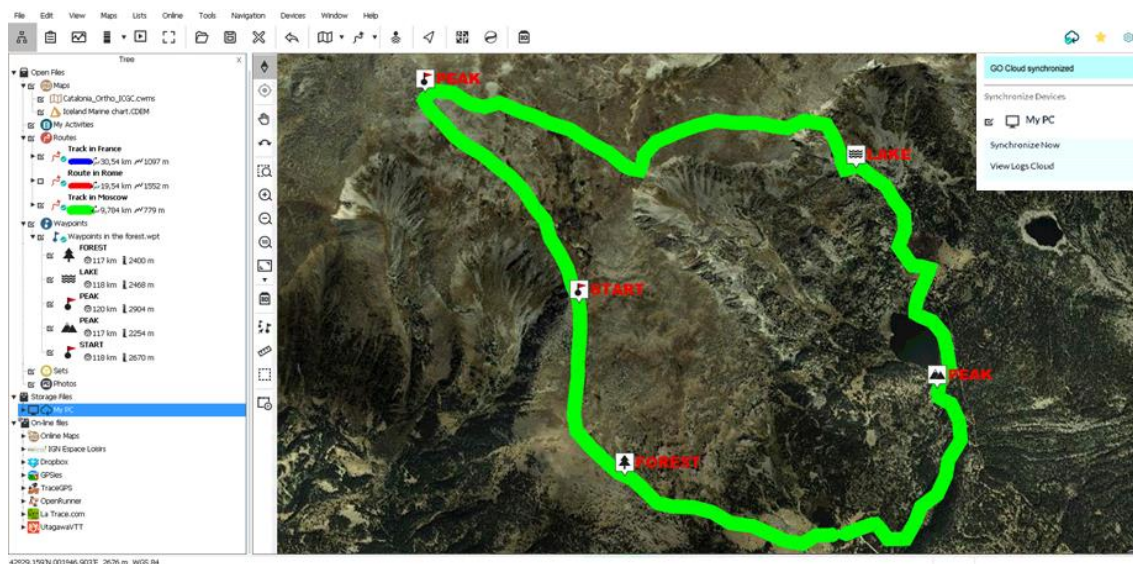 File Edit View Maps Lists Online Tools Navigation Devices Window Help
Tree X
Open Files
Maps
Catalonia_Ortho_ICGC.cwms
Iceland Marine chart.CDEM
My Activities
Routes
Track in France
30,54 km 1097 m
Route in Rome
19,54 km 1552 m
Track in Moscow
9,784 km 779 m
Waypoints
Waypoints in the forest.wpt
FOREST
117 km 2400 m
LAKE
118 km 2468 m
PEAK
120 km 2904 m
PEAK
117 km 2254 m
START
118 km 2670 m
Sets
Photos
Storage Files
My PC
On-line files
Online Maps
IGN Espace Loisirs
Dropbox
GPSies
TraceGPS
OpenRunner
La Trace.com
UtagawaVTT
PEAK
LAKE
START
PEAK
FOREST
GO Cloud synchronized
Synchronize Devices
My PC
Synchronize Now
View Logs Cloud
2676 m, WGS 84